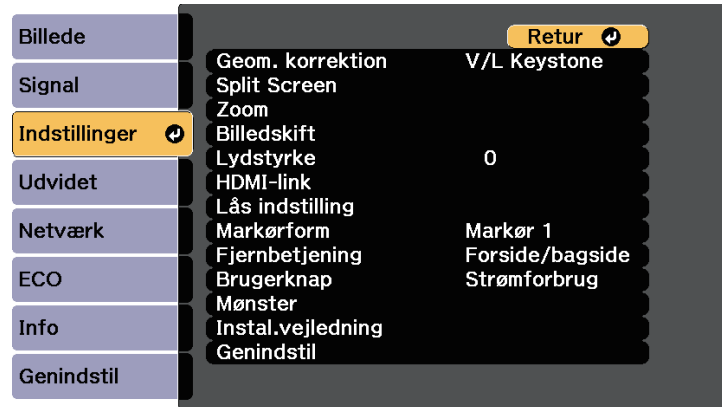 Billede
Signal
Indstillinger
Udvidet
Netværk
ECO
Info
Genindstil
Retur
Geom. korrektion V/L Keystone
Split Screen
Zoom
Billedskift
Lydstyrke 0
HDMI-link
Lås indstilling
Markørform Markør 1
Fjernbetjening Forside/bagside
Brugerknap Strømforbrug
Mønster
Instal.vejledning
Genindstil